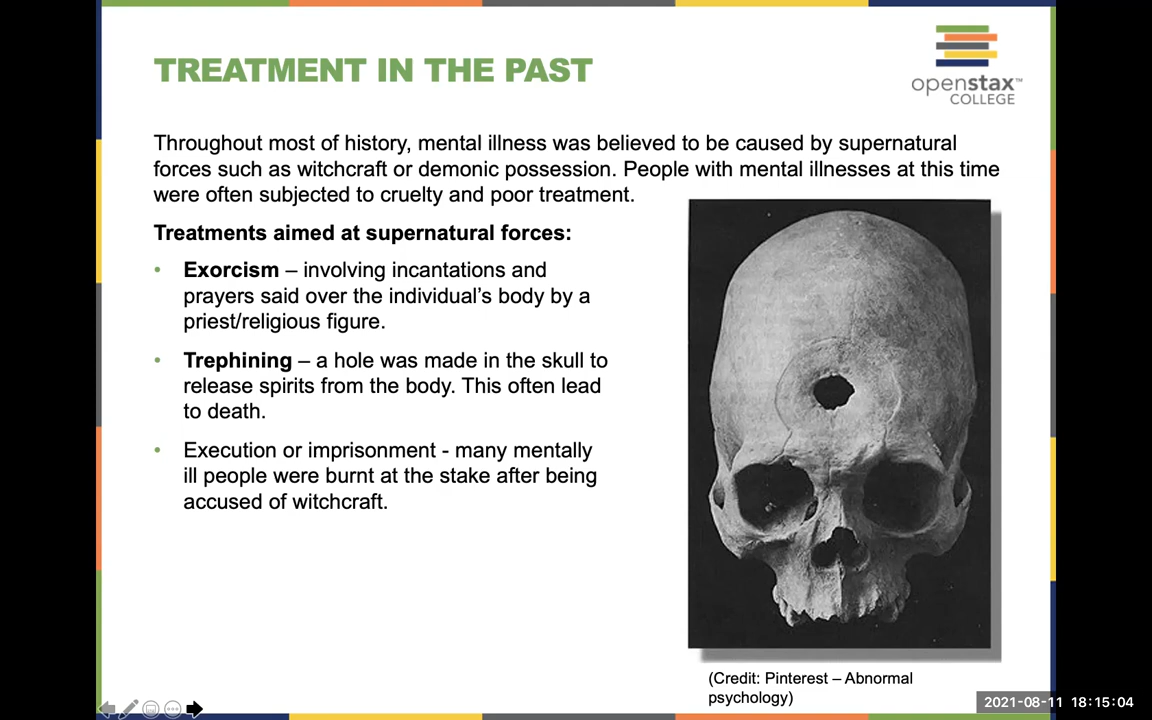 TREATMENT IN THE PAST
openstax™
COLLEGE
Throughout most of history, mental illness was believed to be caused by supernatural
forces such as witchcraft or demonic possession. People with mental illnesses at this time
were often subjected to cruelty and poor treatment.
Treatments aimed at supernatural forces:
• Exorcism – involving incantations and
prayers said over the individual’s body by a
priest/religious figure.
• Trephining – a hole was made in the skull to
release spirits from the body. This often lead
to death.
• Execution or imprisonment - many mentally
ill people were burnt at the stake after being
accused of witchcraft.
(Credit: Pinterest – Abnormal
psychology)
2021-08-11 18:15:04